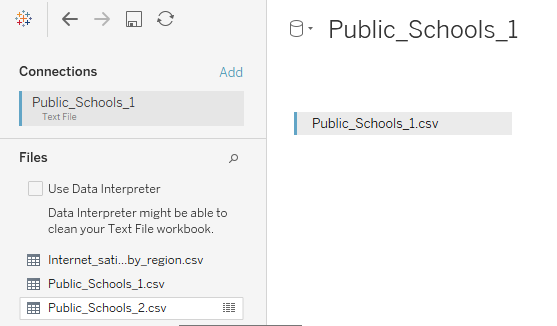 Public_Schools_1
Connections
Add
Public_Schools_1
Text File
Public_Schools_1.csv
Files
Use Data Interpreter
Data Interpreter might be able to
clean your Text File workbook.
Internet_sati...by_region.csv
Public_Schools_1.csv
Public_Schools_2.csv